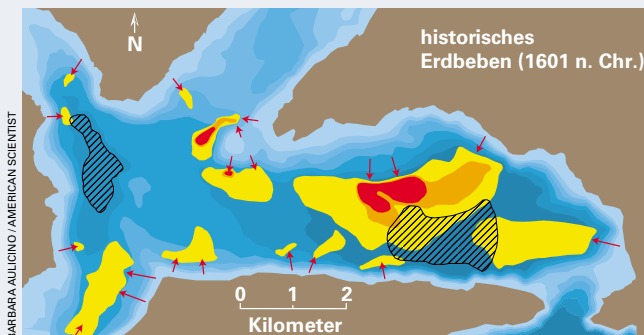 N
historisches
Erdbeben (1601 n. Chr.)
BARBARA AULICINO / AMERICAN SCIENTIST
0 1 2
Kilometer